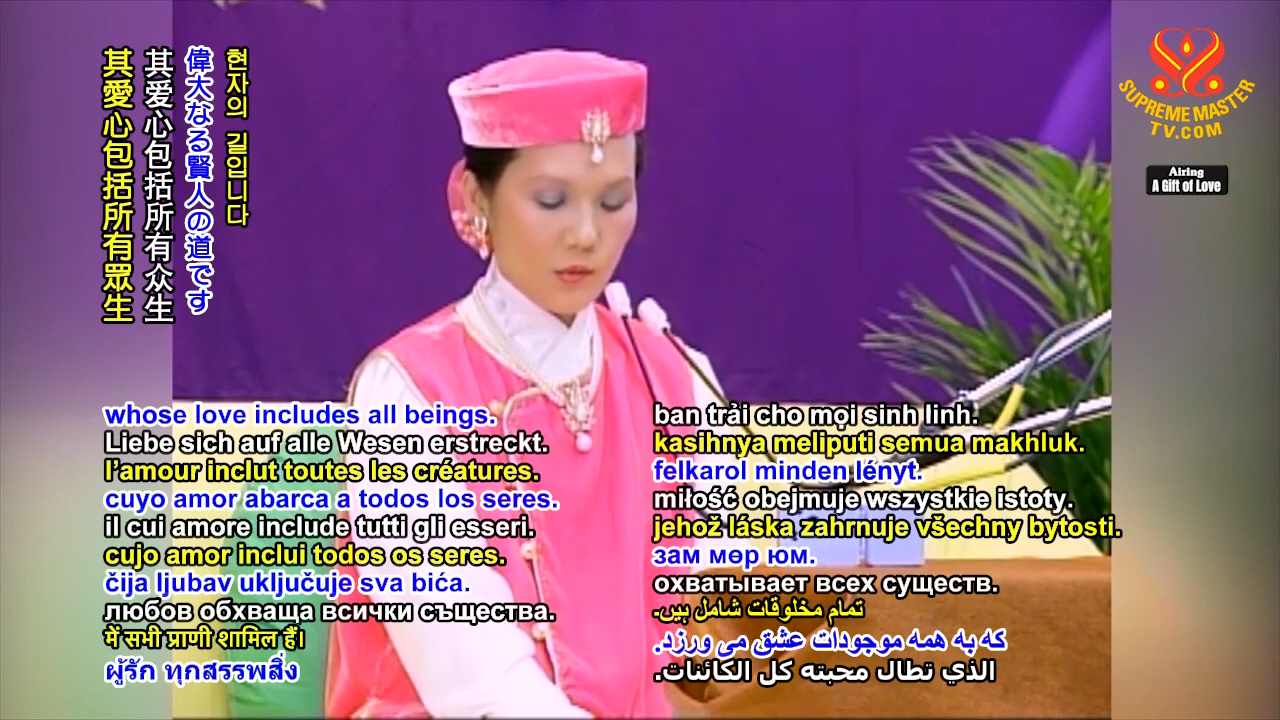 현자의 길입니다
偉大なる賢人の道です
其爱心包括所有众生
其愛心包括所有眾生
SUPREME MASTER
TV.COM
Airing
A Gift of Love
whose love includes all beings.
Liebe sich auf alle Wesen erstreckt.
l’amour inclut toutes les créatures.
cuyo amor abarca a todos los seres.
il cui amore include tutti gli esseri.
cujo amor inclui todos os seres.
čija ljubav uključuje sva bića.
любов обхваща всички същества.
में सभी प्राणी शामिल हैं।
ผู้รัก ทุกสรรพสิ่ง
ban trải cho mọi sinh linh.
kasihnya meliputi semua makhluk.
felkarol minden lényt.
miłość obejmuje wszystkie istoty.
jehož láska zahrnuje všechny bytosti.
зам мөр юм.
охватывает всех существ.
تمام مخلوقات شامل ہیں۔
که به همه موجودات عشق می ورزد.
الذي تطال محبته كل الكائنات.